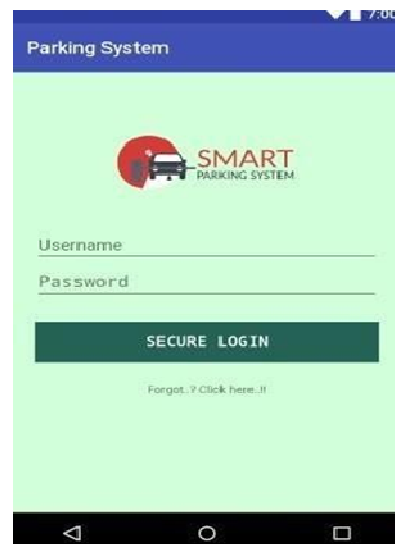 7:00
Parking System
SMART
PARKING SYSTEM
Username
Password
SECURE LOGIN
Forgot..? Click here..!!